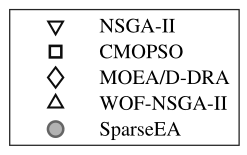 NSGA-II
CMOPSO
MOEA/D-DRA
WOF-NSGA-II
SparseEA